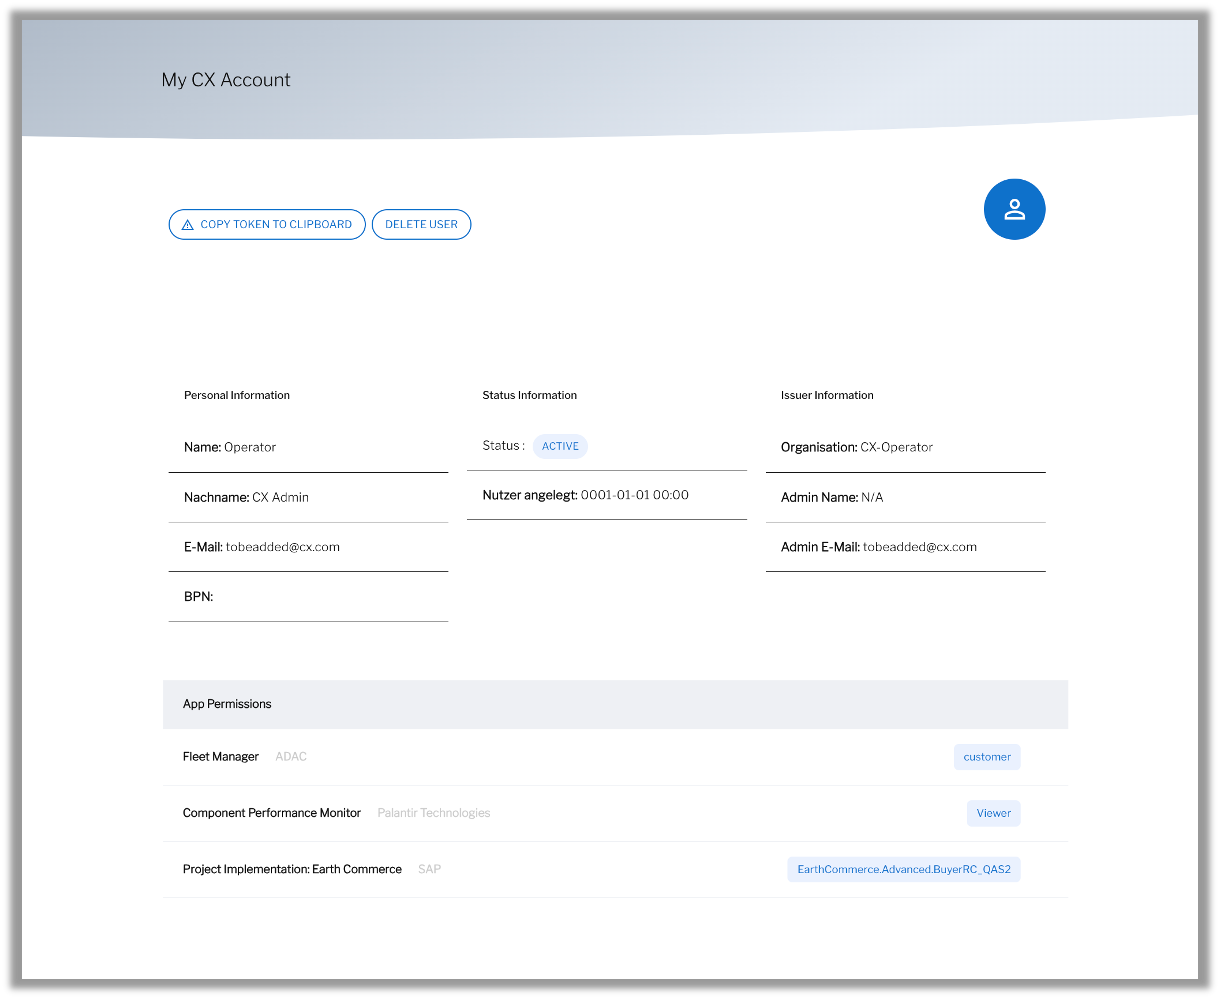 My CX Account
COPY TOKEN TO CLIPBOARD
DELETE USER
Personal Information
Name: Operator
Nachname: CX Admin
E-Mail: tobeadded@cx.com
BPN:
Status Information
Status : ACTIVE
Nutzer angelegt: 0001-01-01 00:00
Issuer Information
Organisation: CX-Operator
Admin Name: N/A
Admin E-Mail: tobeadded@cx.com
App Permissions
Fleet Manager ADAC customer
Component Performance Monitor Palantir Technologies Viewer
Project Implementation: Earth Commerce SAP EarthCommerce.Advanced.BuyerRC_QAS2